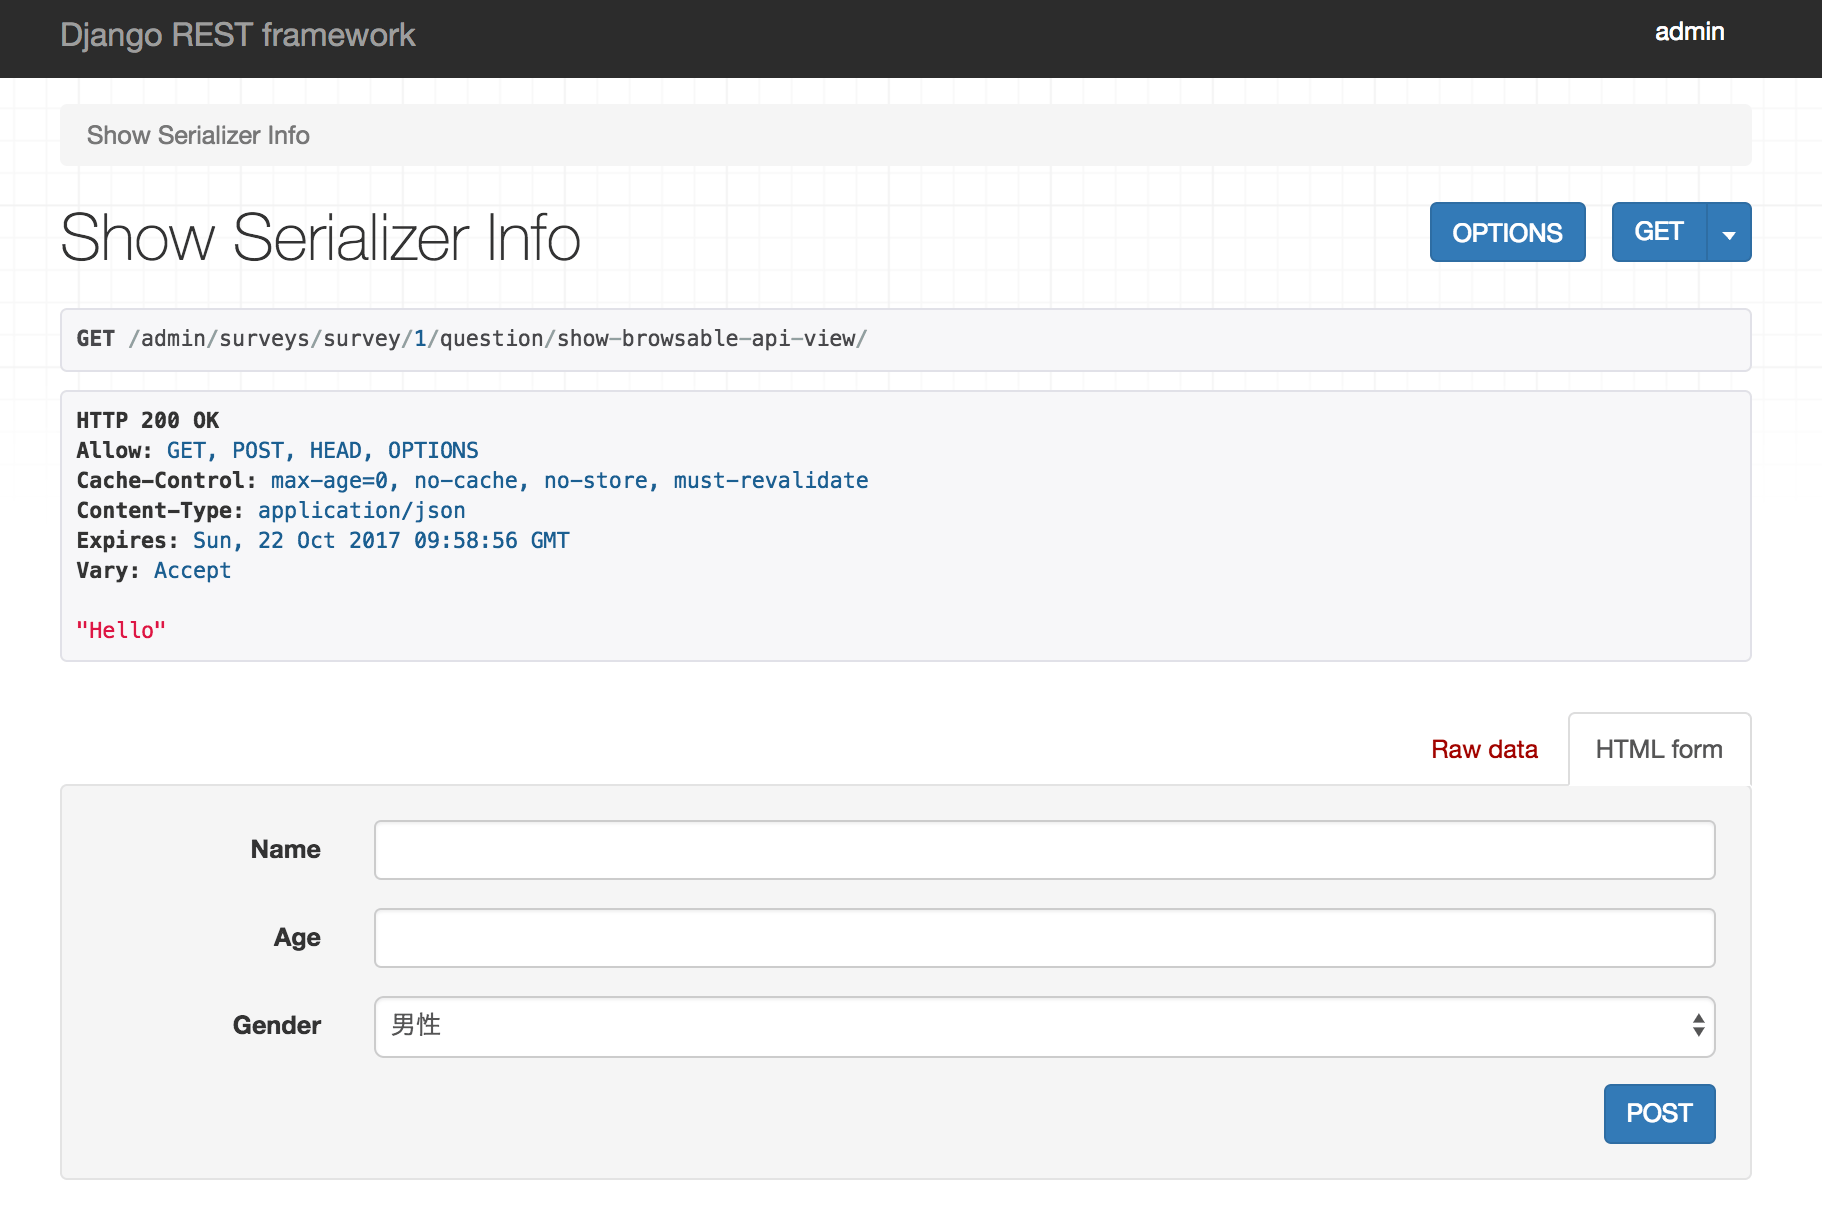 Django REST framework
admin
Show Serializer Info
Show Serializer Info
OPTIONS
GET
GET /admin/surveys/survey/1/question/show-browsable-api-view/
HTTP 200 OK
Allow: GET, POST, HEAD, OPTIONS
Cache-Control: max-age=0, no-cache, no-store, must-revalidate
Content-Type: application/json
Expires: Sun, 22 Oct 2017 09:58:56 GMT
Vary: Accept
"Hello"
Raw data
HTML form
Name
Age
Gender
男性
POST